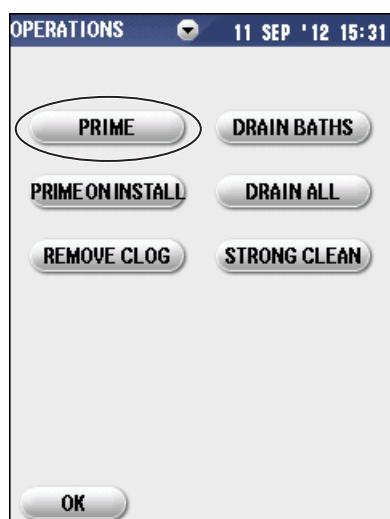 OPERATIONS 11 SEP '12 15:31
PRIME DRAIN BATHS
PRIME ON INSTALL DRAIN ALL
REMOVE CLOG STRONG CLEAN
OK